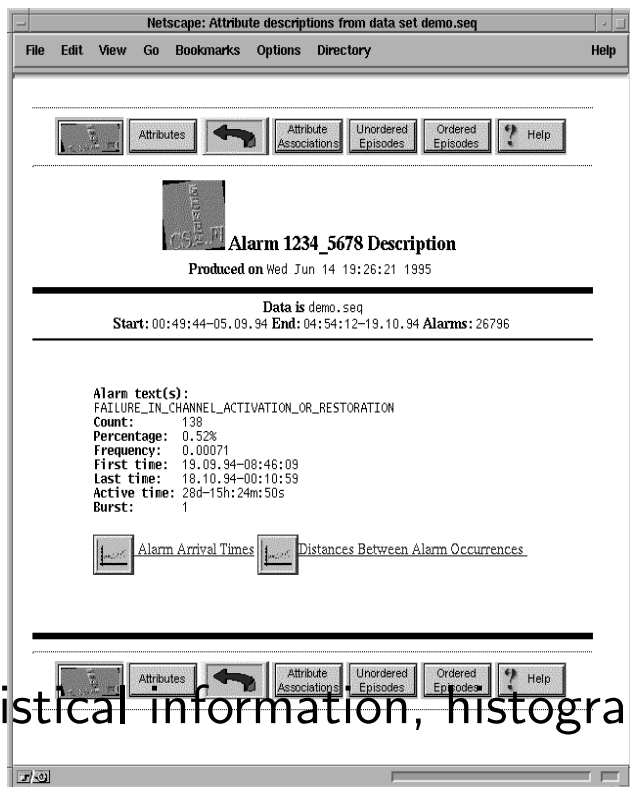 Netscape: Attribute descriptions from data set demo.seq
File Edit View Go Bookmarks Options Directory Help
Attributes Attribute Associations Unordered Episodes Ordered Episodes ? Help
CS. FI Alarm 1234_5678 Description
Produced on Wed Jun 14 19:26:21 1995
Data is demo.seq
Start: 00:49:44-05.09.94 End: 04:54:12-19.10.94 Alarms: 26796
Alarm text(s):
FAILURE_IN_CHANNEL_ACTIVATION_OR_RESTORATION
Count: 138
Percentage: 0.52%
Frequency: 0.00071
First time: 19.09.94-08:46:09
Last time: 18.10.94-00:10:59
Active time: 28d-15h:24m:50s
Burst: 1
Alarm Arrival Times Distances Between Alarm Occurrences
Attributes Attribute Associations Unordered Episodes Ordered Episodes ? Help
istical information, histogra